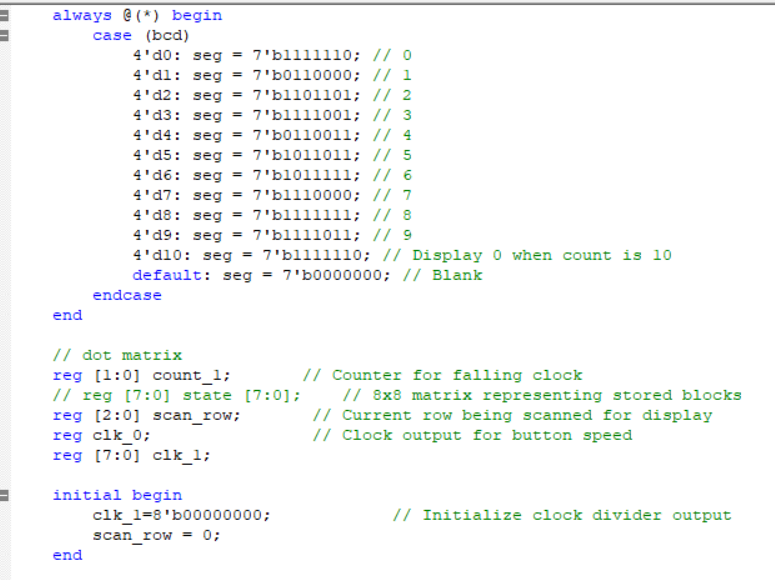 always @(*) begin
    case (bcd)
        4'd0: seg = 7'b1111110; // 0
        4'd1: seg = 7'b0110000; // 1
        4'd2: seg = 7'b1101101; // 2
        4'd3: seg = 7'b1111001; // 3
        4'd4: seg = 7'b0110011; // 4
        4'd5: seg = 7'b1011011; // 5
        4'd6: seg = 7'b1011111; // 6
        4'd7: seg = 7'b1110000; // 7
        4'd8: seg = 7'b1111111; // 8
        4'd9: seg = 7'b1111011; // 9
        4'd10: seg = 7'b1111110; // Display 0 when count is 10
        default: seg = 7'b0000000; // Blank
    endcase
end

// dot matrix
reg [1:0] count_1;       // Counter for falling clock
// reg [7:0] state [7:0];    // 8x8 matrix representing stored blocks
reg [2:0] scan_row;       // Current row being scanned for display
reg clk_0;                // Clock output for button speed
reg [7:0] clk_1;

initial begin
    clk_1=8'b00000000;            // Initialize clock divider output
    scan_row = 0;
end